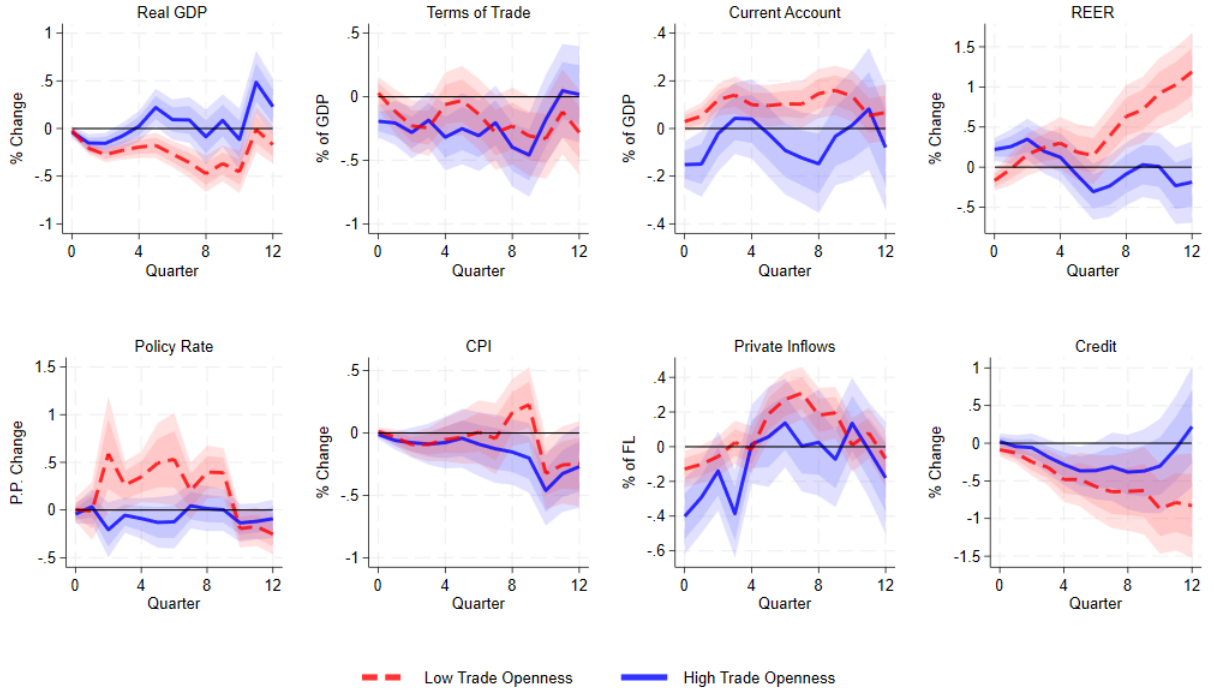 Real GDP
Terms of Trade
Current Account
REER
% Change
1
.5
0
-.5
-1
0 4 8 12
Quarter
% of GDP
.5
0
-.5
-1
0 4 8 12
Quarter
% of GDP
.4
.2
0
.2
.4
0 4 8 12
Quarter
% Change
1.5
1
.5
0
-.5
0 4 8 12
Quarter
Policy Rate
CPI
Private Inflows
Credit
P.P. Change
1.5
1
.5
0
-.5
0 4 8 12
Quarter
% Change
.5
0
-.5
-1
0 4 8 12
Quarter
% of FL
.4
.2
0
.2
.4
.6
0 4 8 12
Quarter
% Change
1
.5
0
-.5
-1
-1.5
0 4 8 12
Quarter
Low Trade Openness
High Trade Openness